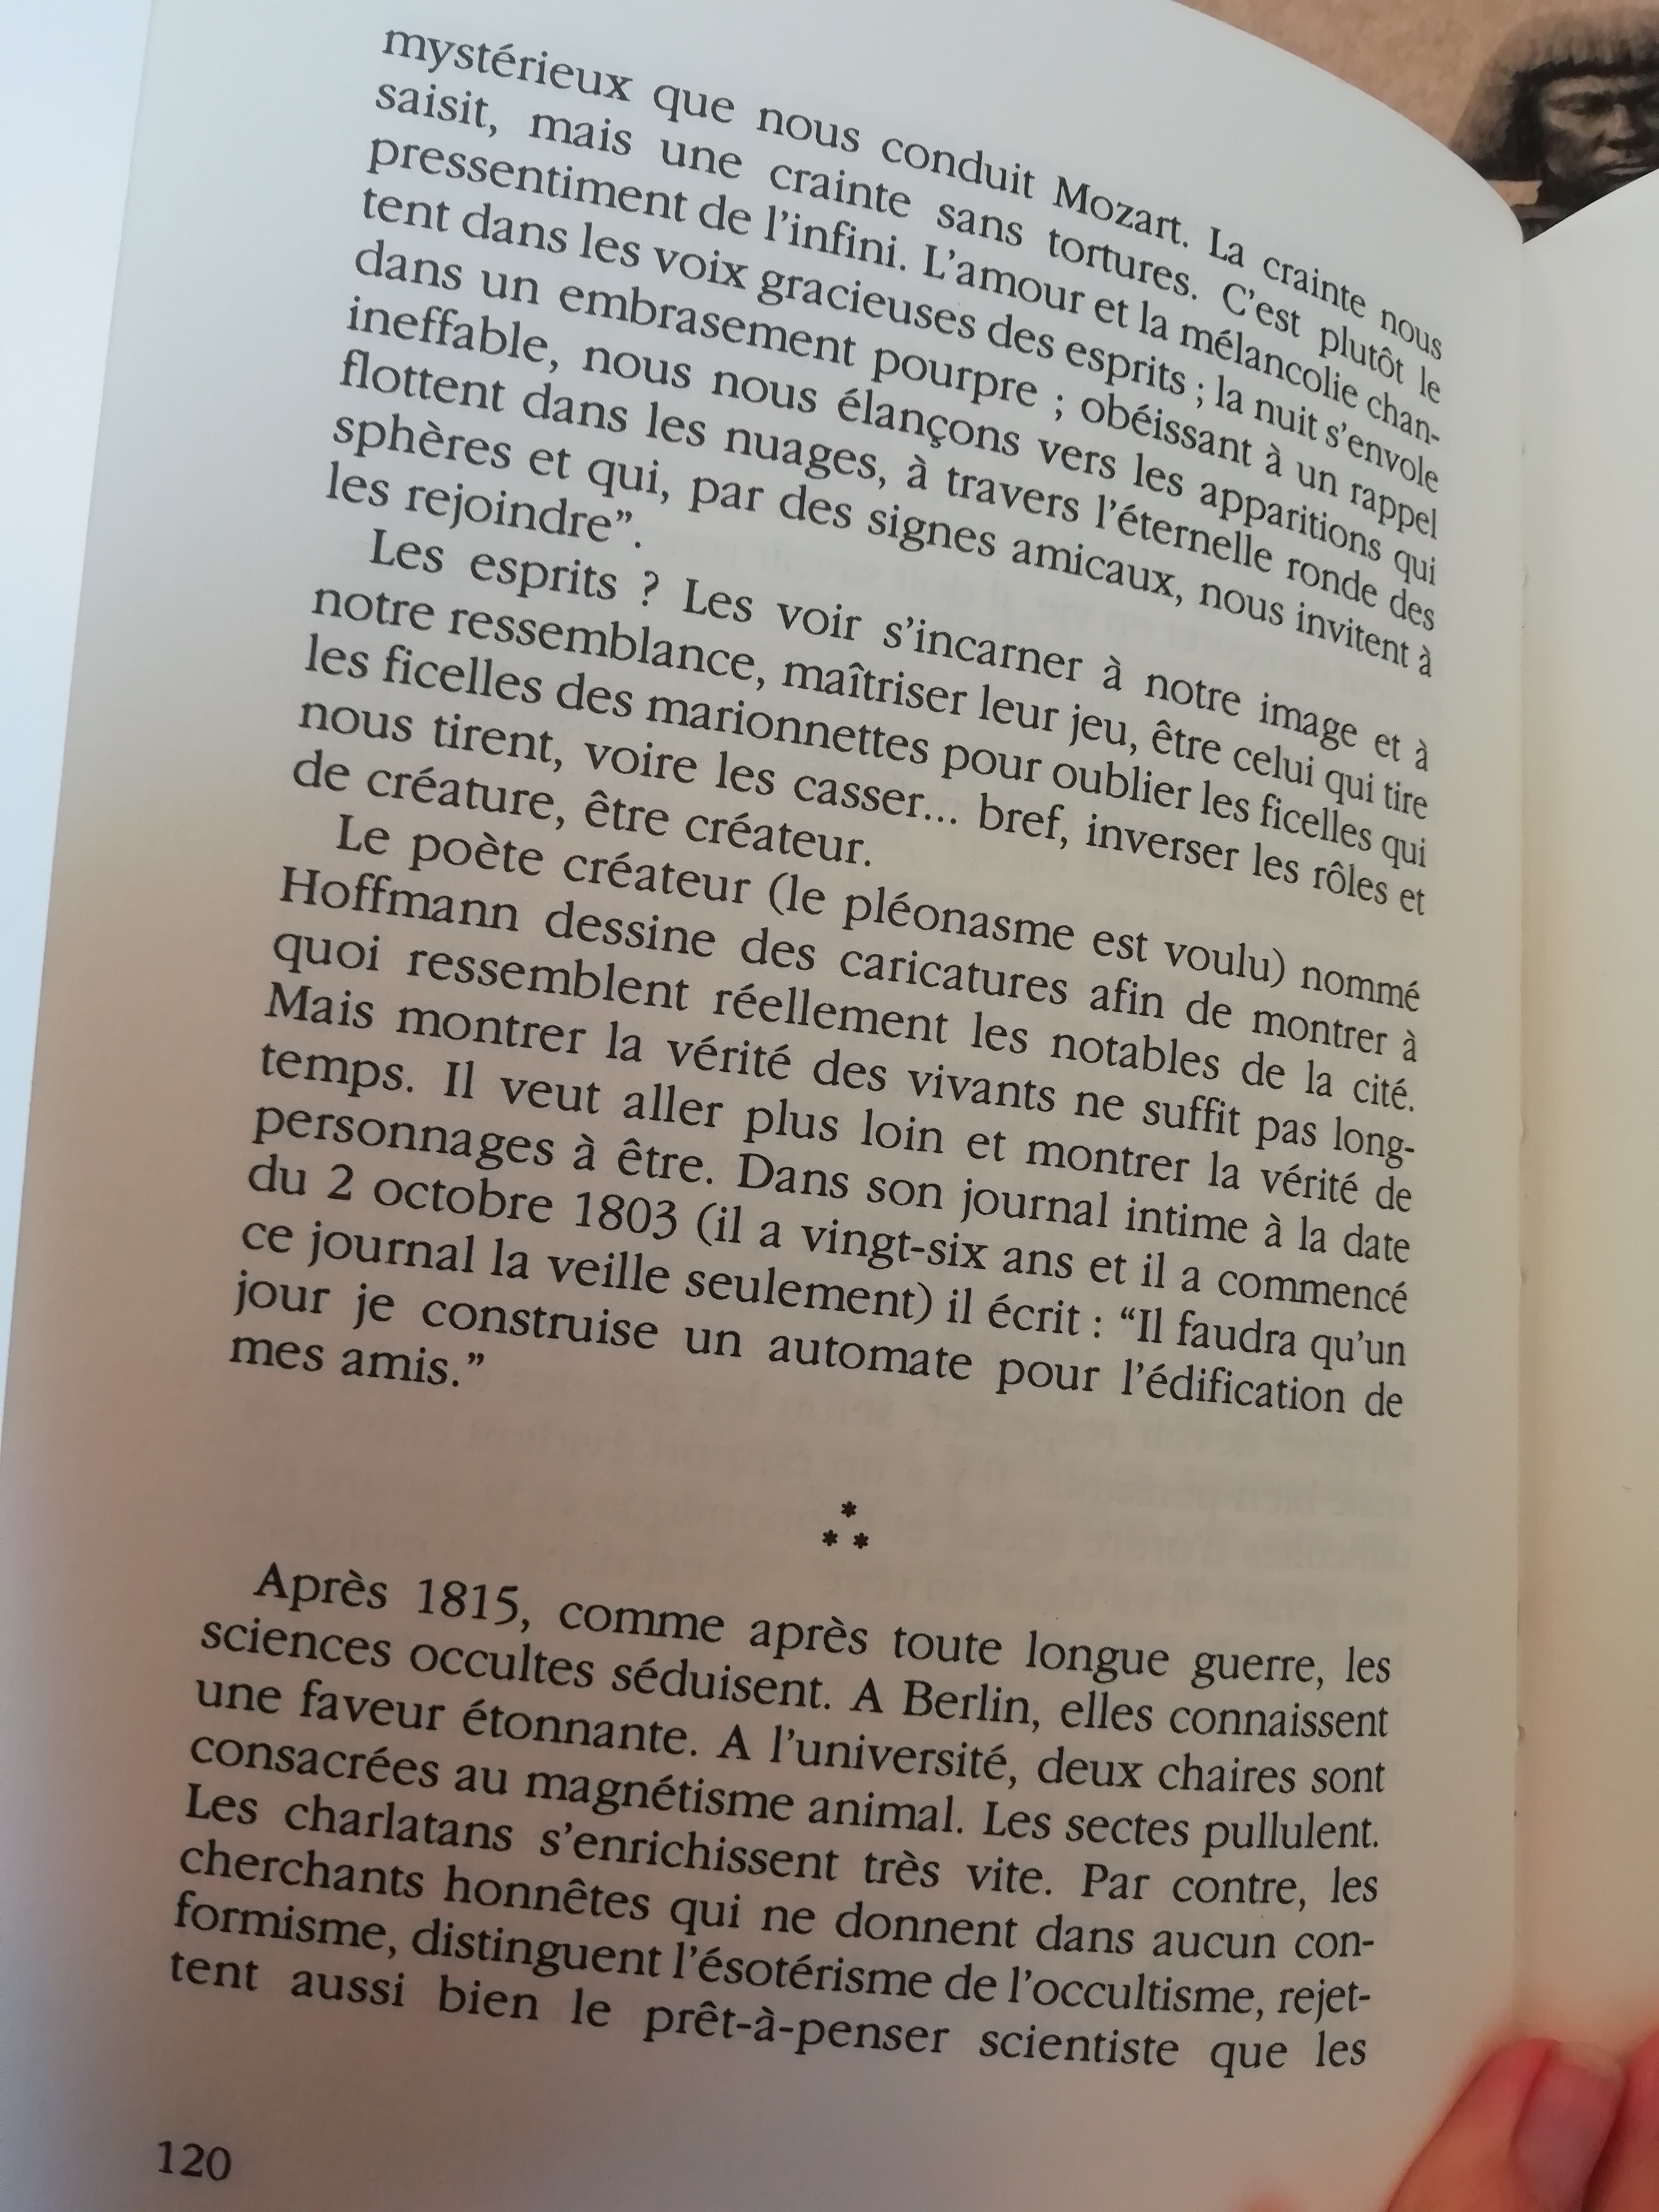 mystérieux que nous conduit Mozart. La crainte nous
saisit, mais une crainte sans tortures. C'est plutôt le
pressentiment de l'infini. L'amour et la mélancolie chan-
tent dans les voix gracieuses des esprits ; la nuit s'envole
dans un embrasement pourpre ; obéissant à un rappel
ineffable, nous nous élançons vers les apparitions qui
flottent dans les nuages, à travers l'éternelle ronde des
sphères et qui, par des signes amicaux, nous invitent à
les rejoindre”.
Les esprits ? Les voir s'incarner à notre image et à
notre ressemblance, maîtriser leur jeu, être celui qui tire
les ficelles des marionnettes pour oublier les ficelles qui
nous tirent, voire les casser... bref, inverser les rôles et
de créature, être créateur.
Le poète créateur (le pléonasme est voulu) nommé
Hoffmann dessine des caricatures afin de montrer à
quoi ressemblent réellement les notables de la cité.
Mais montrer la vérité des vivants ne suffit pas long-
temps. Il veut aller plus loin et montrer la vérité de
personnages à être. Dans son journal intime à la date
du 2 octobre 1803 (il a vingt-six ans et il a commencé
ce journal la veille seulement) il écrit : “Il faudra qu'un
jour je construise un automate pour l'édification de
mes amis.”
*
* *
Après 1815, comme après toute longue guerre, les
sciences occultes séduisent. A Berlin, elles connaissent
une faveur étonnante. A l'université, deux chaires sont
consacrées au magnétisme animal. Les sectes pullulent.
Les charlatans s'enrichissent très vite. Par contre, les
cherchants honnêtes qui ne donnent dans aucun con-
formisme, distinguent l'ésotérisme de l'occultisme, rejet-
tent aussi bien le prêt-à-penser scientiste que les
120